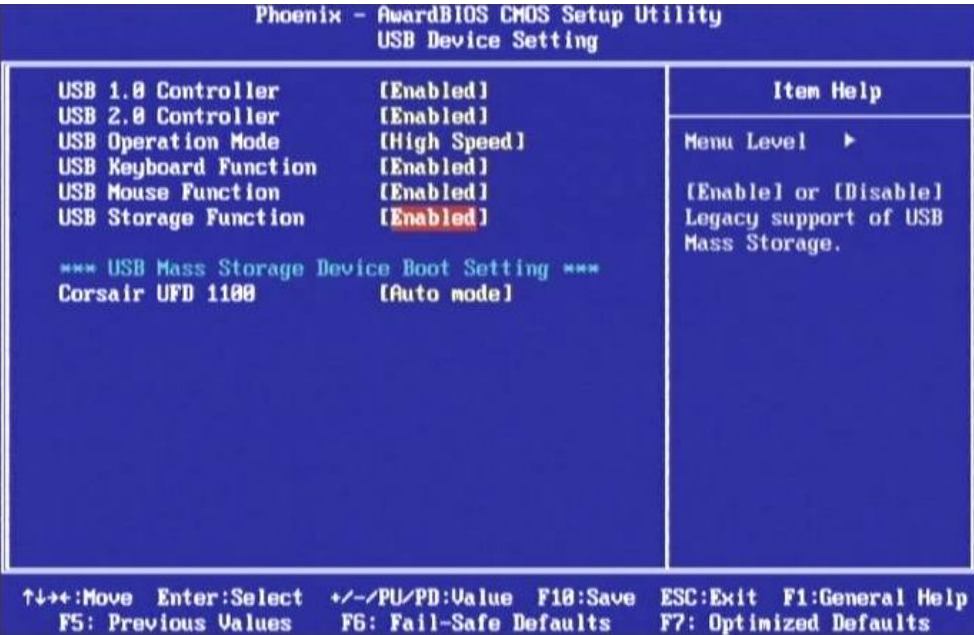 Phoenix - AwardBIOS CMOS Setup Utility
USB Device Setting
USB 1.0 Controller [Enabled]
USB 2.0 Controller [Enabled]
USB Operation Mode [High Speed]
USB Keyboard Function [Enabled]
USB Mouse Function [Enabled]
USB Storage Function [Enabled]
*** USB Mass Storage Device Boot Setting ***
Corsair UFD 1100 [Auto mode]
Item Help
Menu Level ▸
[Enable] or [Disable]
Legacy support of USB
Mass Storage.
↑↓→←:Move Enter:Select +/-/PU/PD:Value F10:Save ESC:Exit F1:General Help
F5: Previous Values F6: Fail-Safe Defaults F7: Optimized Defaults